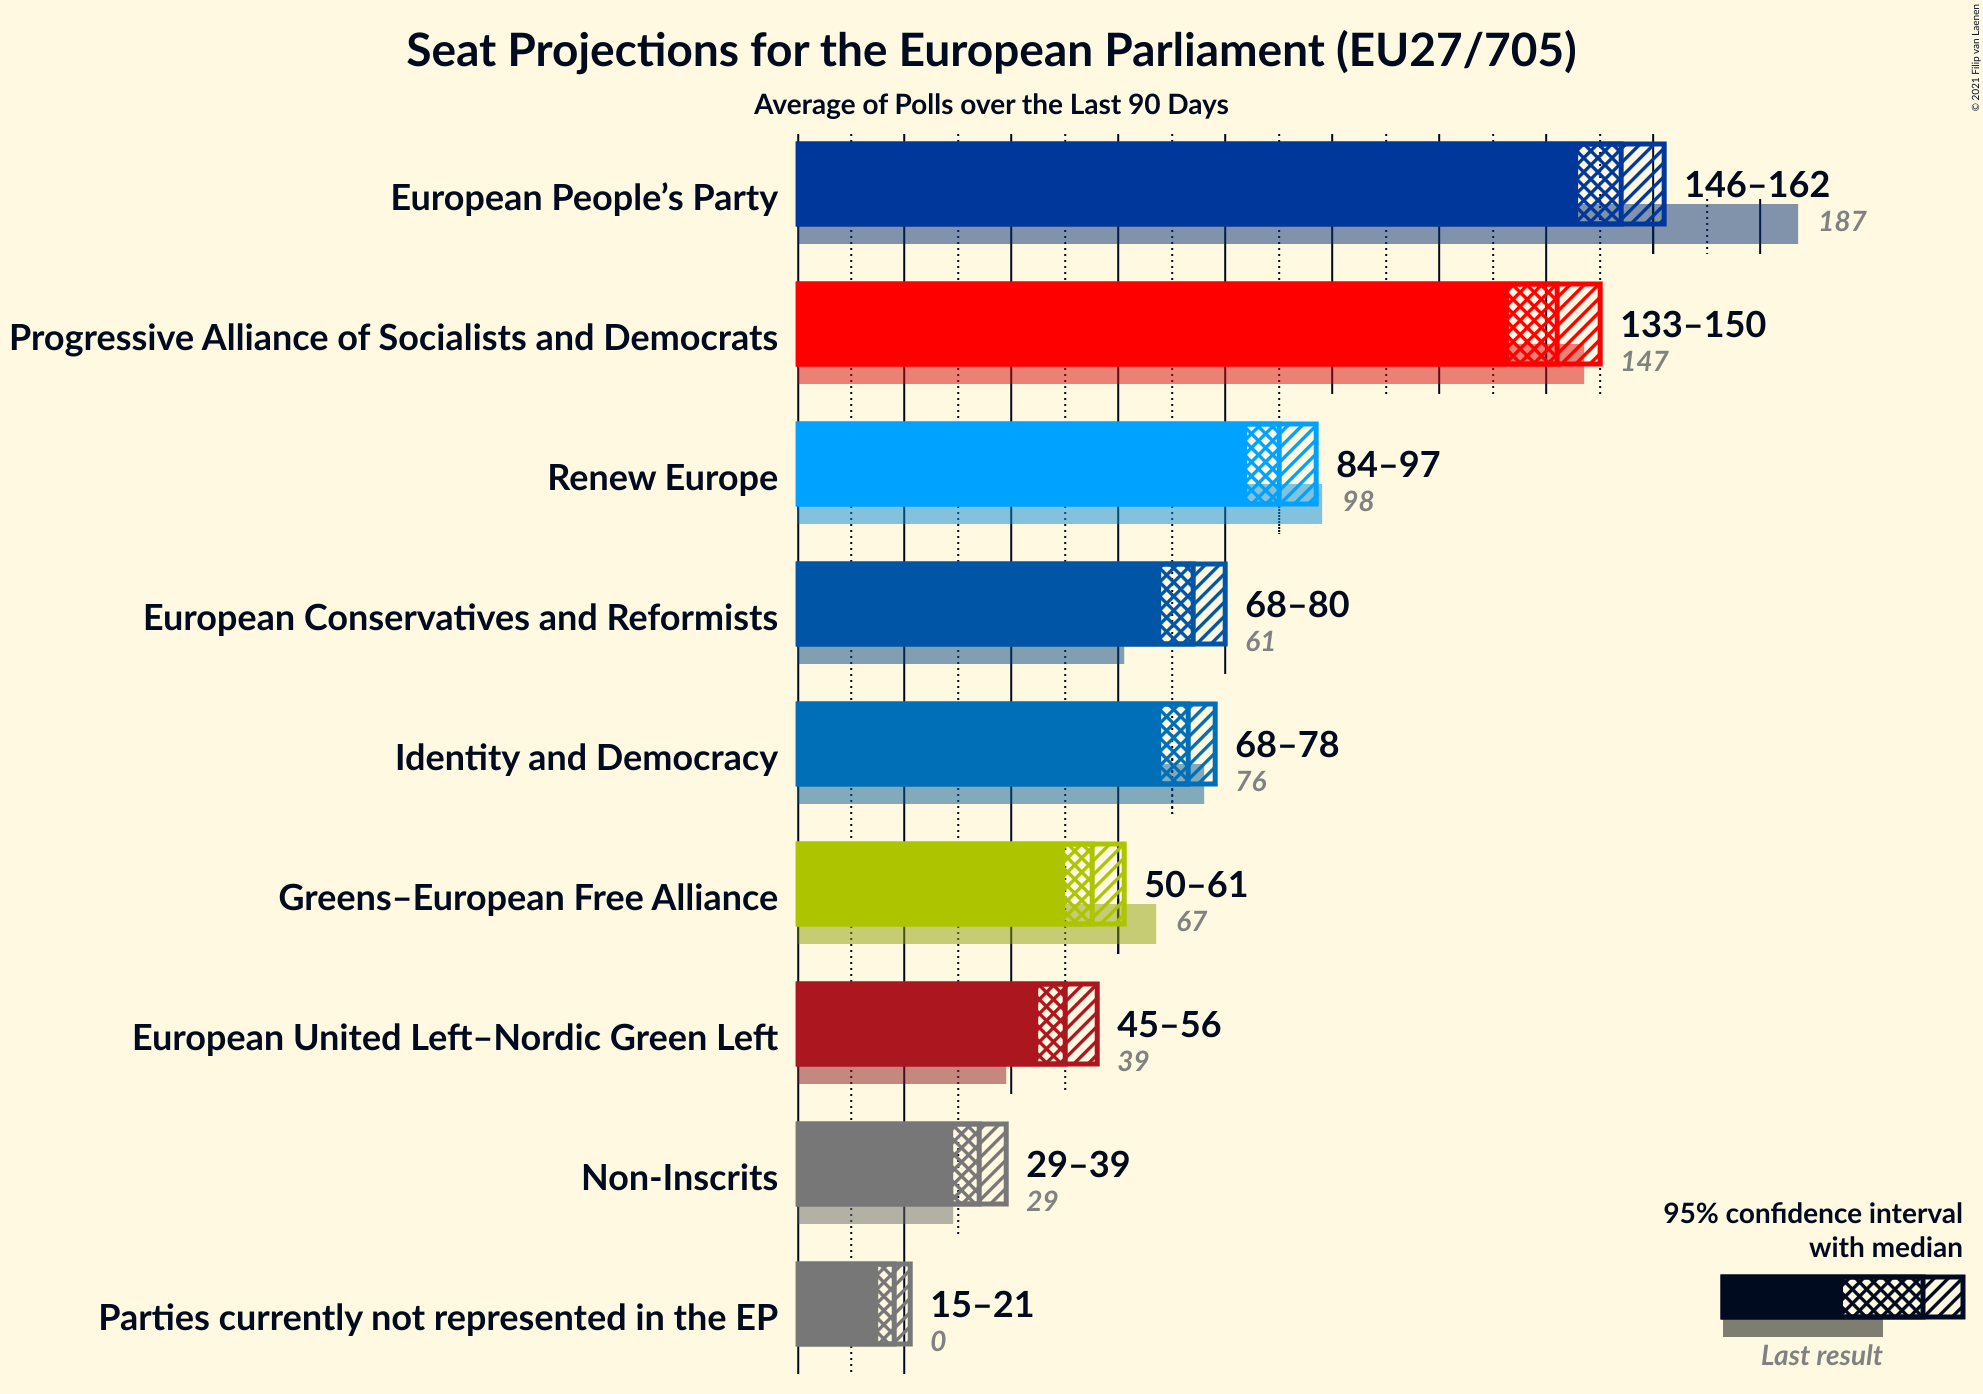 Seat Projections for the European Parliament (EU27/705)
Average of Polls over the Last 90 Days
© 2021 Filip van Laenen
European People’s Party
146–162
187
Progressive Alliance of Socialists and Democrats
133–150
147
Renew Europe
84–97
98
European Conservatives and Reformists
68–80
61
Identity and Democracy
68–78
76
Greens–European Free Alliance
50–61
67
European United Left–Nordic Green Left
45–56
39
Non-Inscrits
29–39
29
Parties currently not represented in the EP
15–21
0
95% confidence interval
with median
Last result